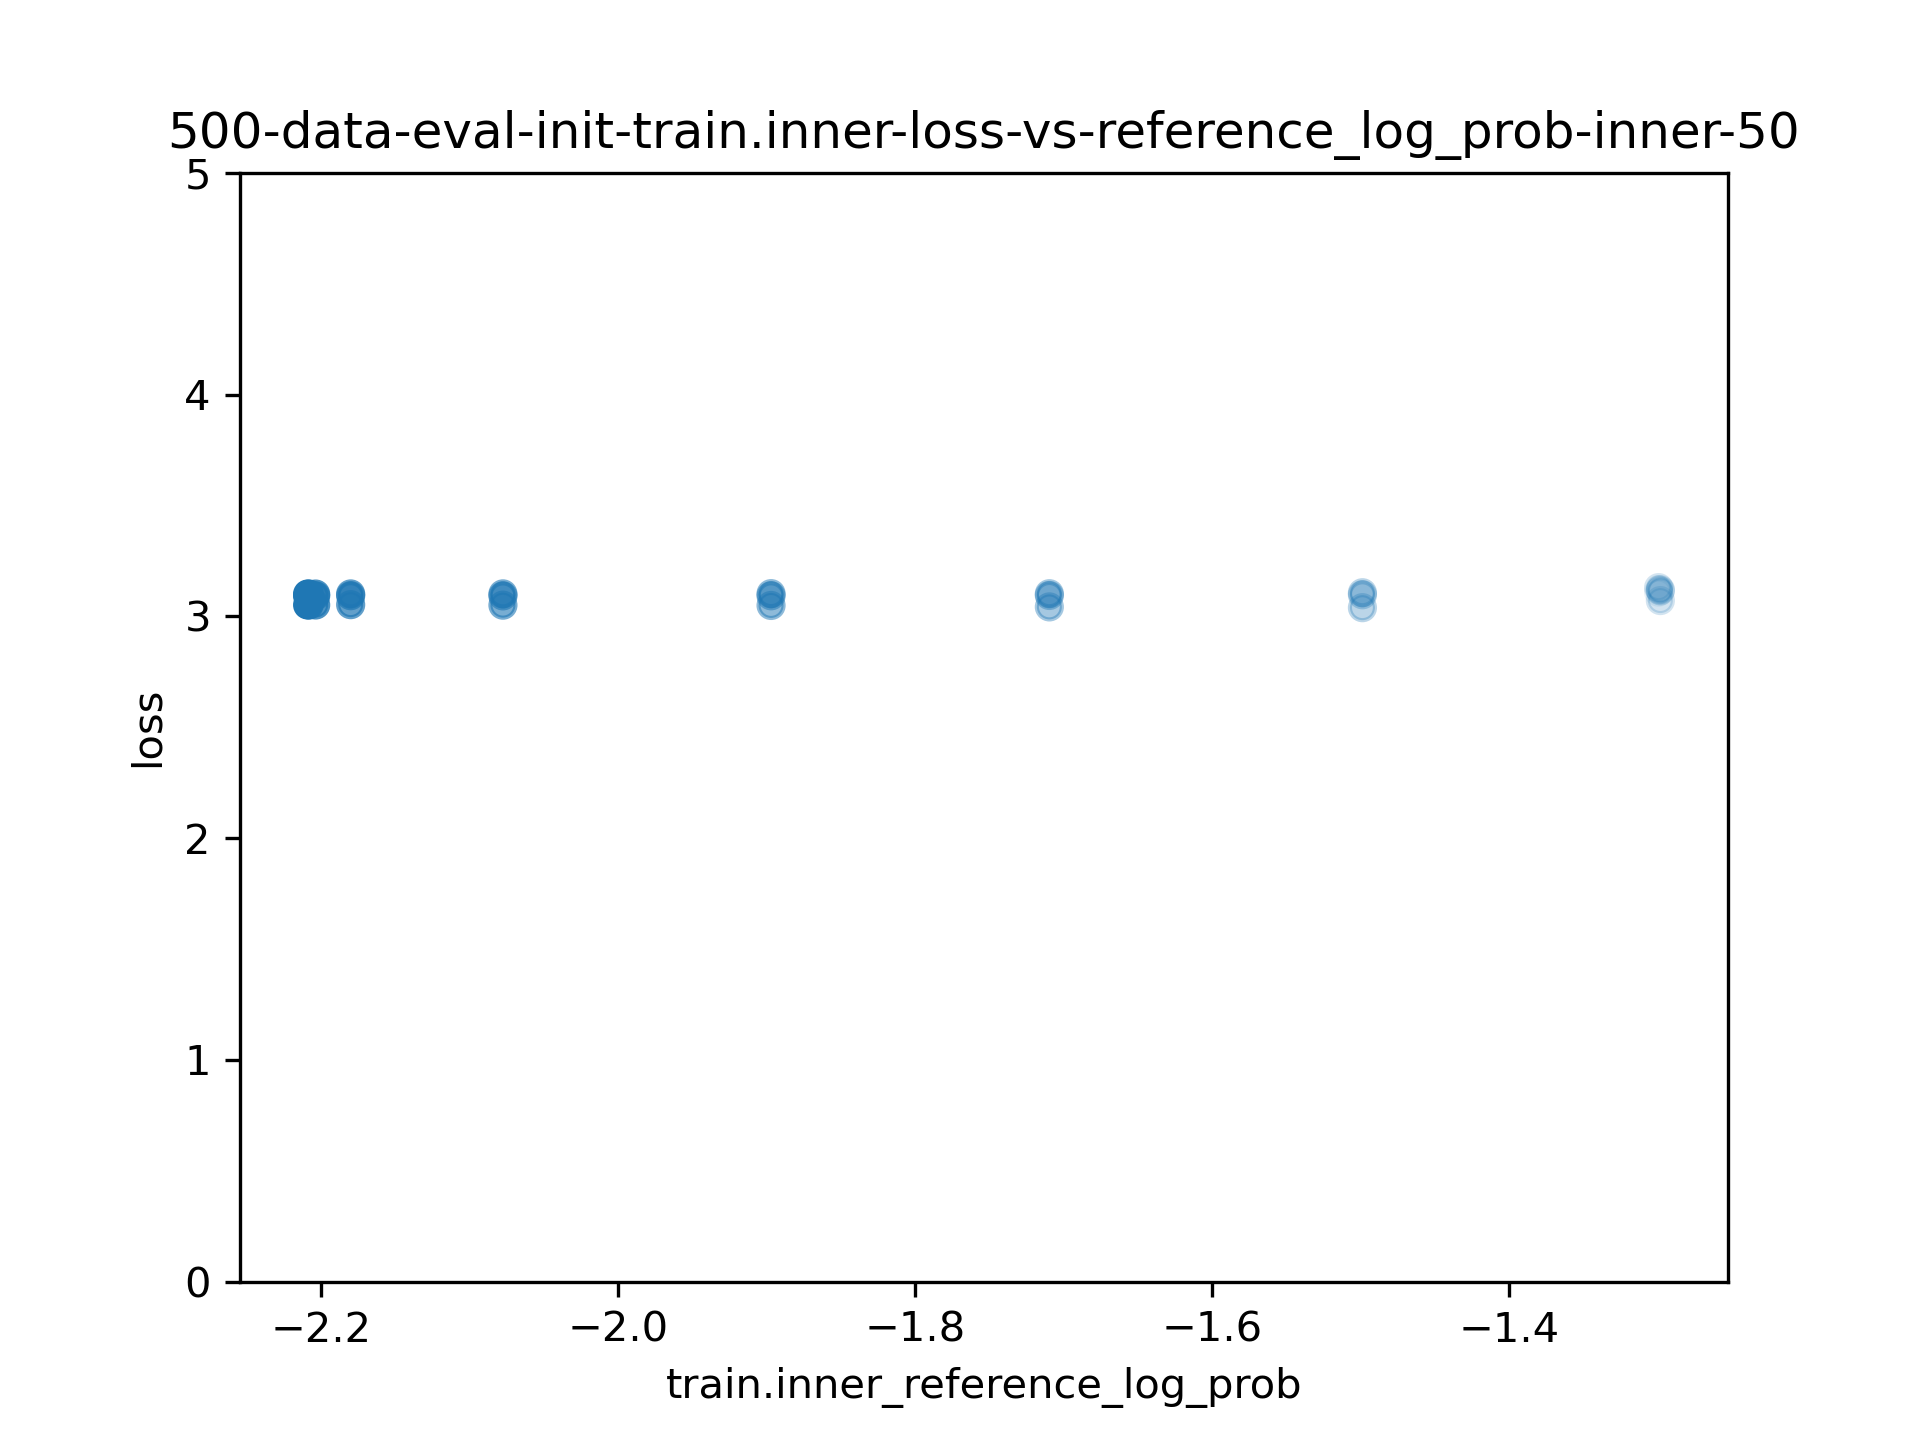 500-data-eval-init-train.inner-loss-vs-reference_log_prob-inner-50
5
4
3
2
1
0
loss
−2.2 −2.0 −1.8 −1.6 −1.4
train.inner_reference_log_prob